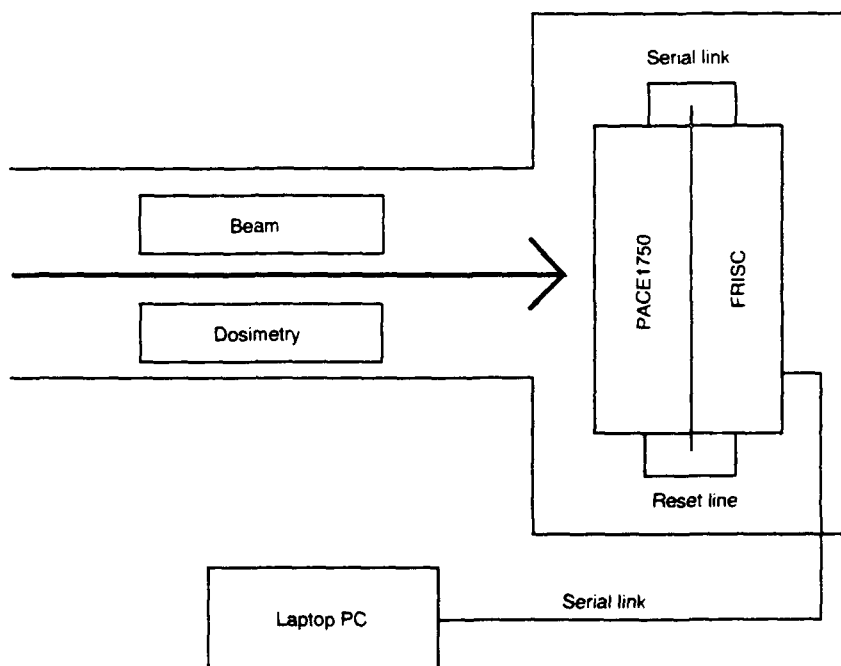 Serial link
Beam
PACE1750
FRISC
Dosimetry
Reset line
Serial link
Laptop PC